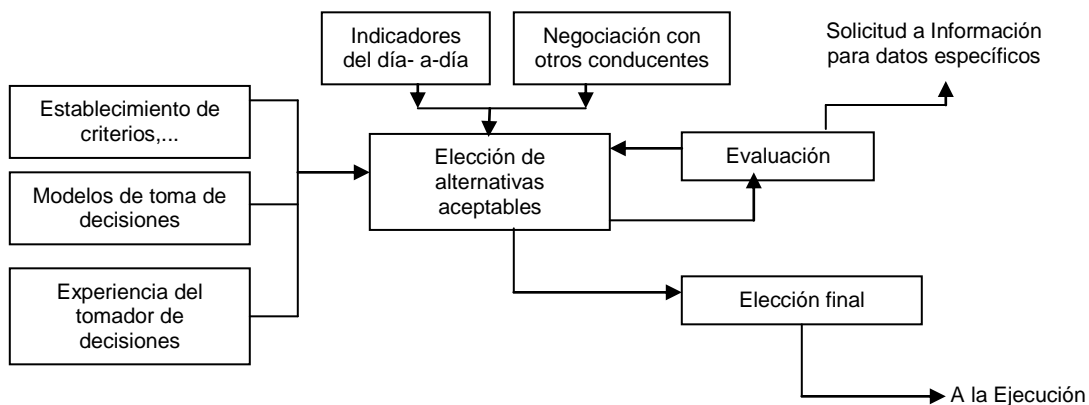 Indicadores
del día- a-día
Negociación con
otros conducentes
Solicitud a Información
para datos específicos
Establecimiento de
criterios,...
Modelos de toma de
decisiones
Experiencia del
tomador de
decisiones
Elección de
alternativas
aceptables
Evaluación
Elección final
A la Ejecución